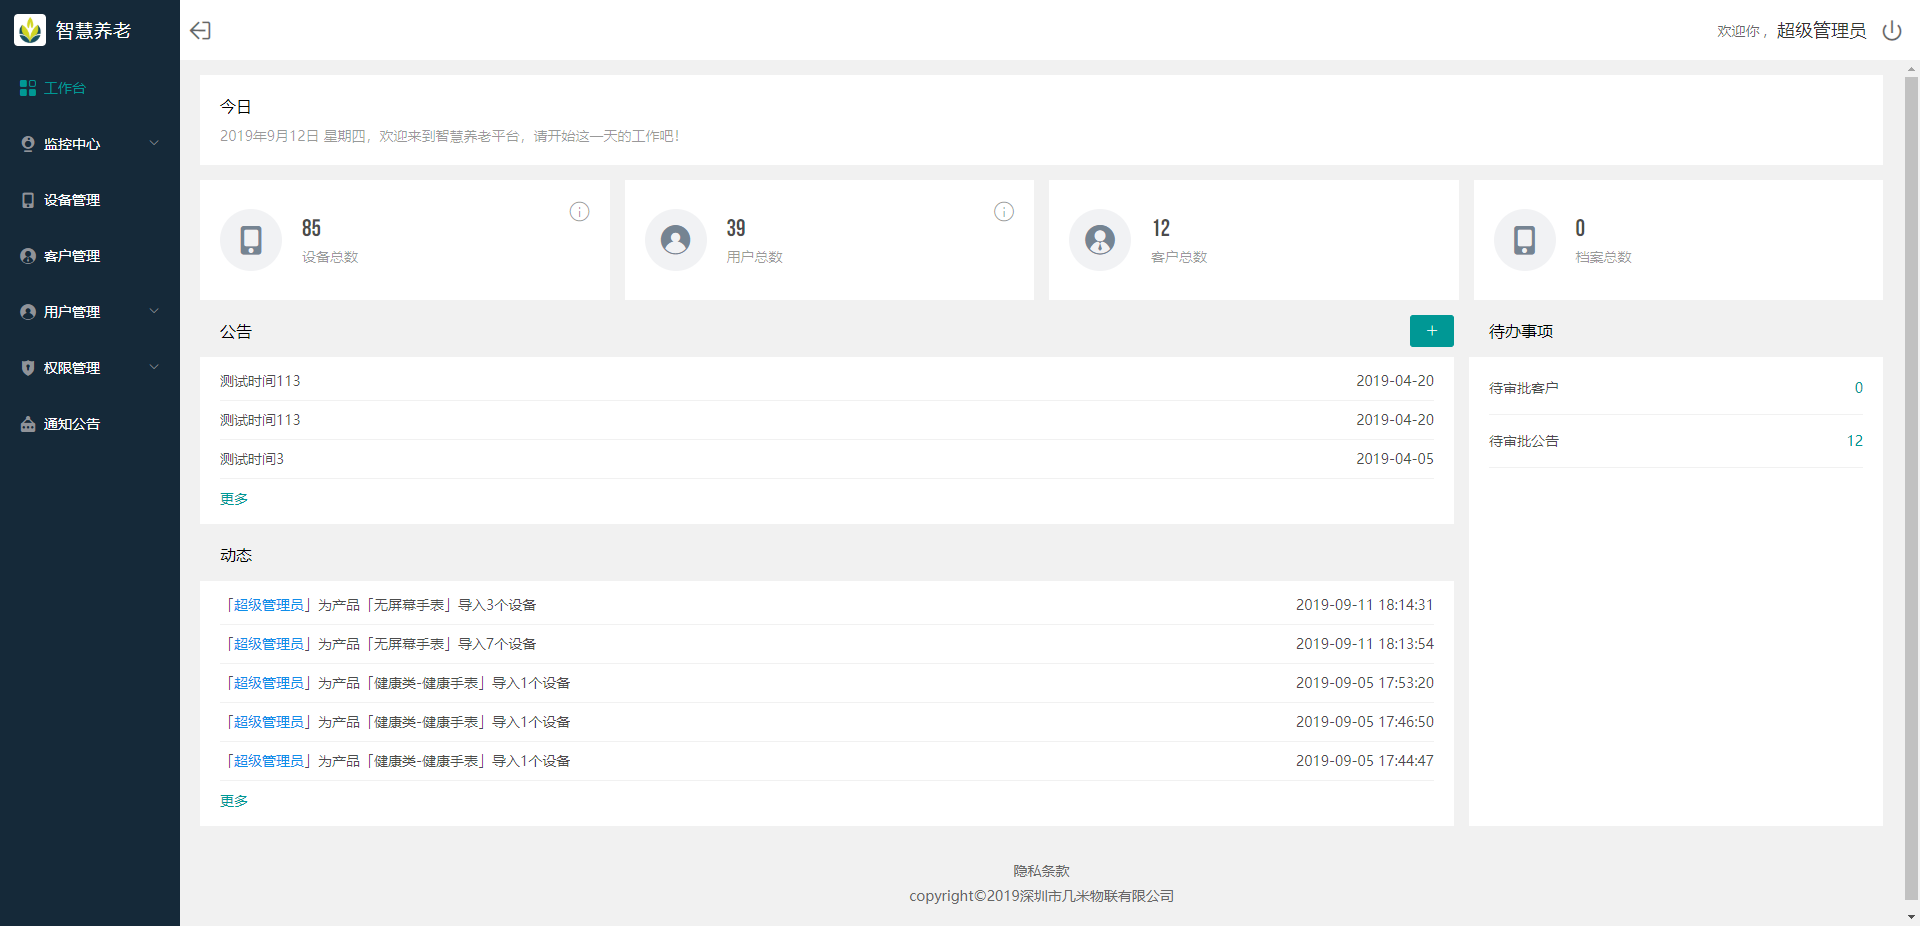 智慧养老
欢迎你， 超级管理员
工作台
监控中心
设备管理
客户管理
用户管理
权限管理
通知公告
今日
2019年9月12日 星期四，欢迎来到智慧养老平台，请开始这一天的工作吧！
85
设备总数
39
用户总数
12
客户总数
0
档案总数
公告
+
测试时间113 2019-04-20
测试时间113 2019-04-20
测试时间3 2019-04-05
更多
待办事项
待审批客户 0
待审批公告 12
动态
「超级管理员」为产品「无屏幕手表」导入3个设备 2019-09-11 18:14:31
「超级管理员」为产品「无屏幕手表」导入7个设备 2019-09-11 18:13:54
「超级管理员」为产品「健康类-健康手表」导入1个设备 2019-09-05 17:53:20
「超级管理员」为产品「健康类-健康手表」导入1个设备 2019-09-05 17:46:50
「超级管理员」为产品「健康类-健康手表」导入1个设备 2019-09-05 17:44:47
更多
隐私条款
copyright©2019深圳市几米物联有限公司